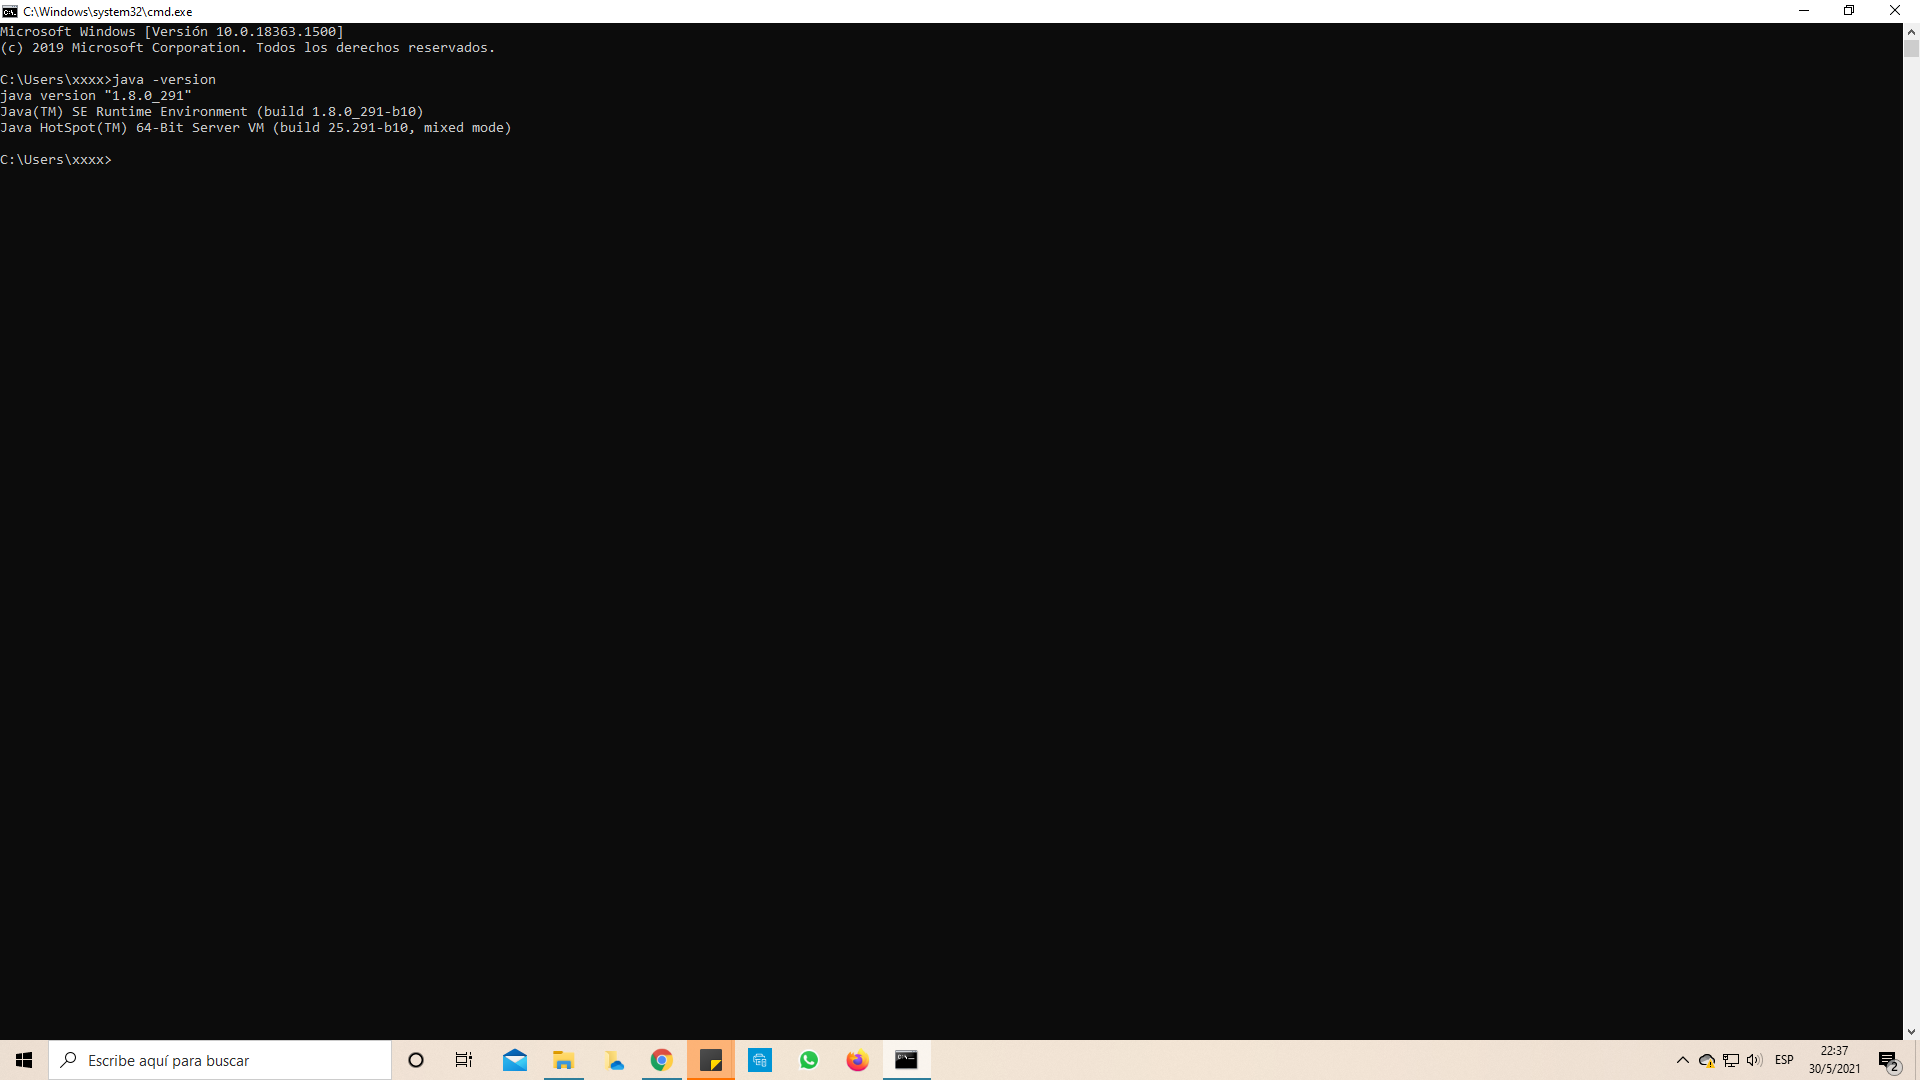 C:\Windows\system32\cmd.exe
Microsoft Windows [Versión 10.0.18363.1500]
(c) 2019 Microsoft Corporation. Todos los derechos reservados.
C:\Users\xxxx>java -version
java version "1.8.0_291"
Java(TM) SE Runtime Environment (build 1.8.0_291-b10)
Java HotSpot(TM) 64-Bit Server VM (build 25.291-b10, mixed mode)
C:\Users\xxxx>
Escribe aquí para buscar
ESP
22:37
30/5/2021
2